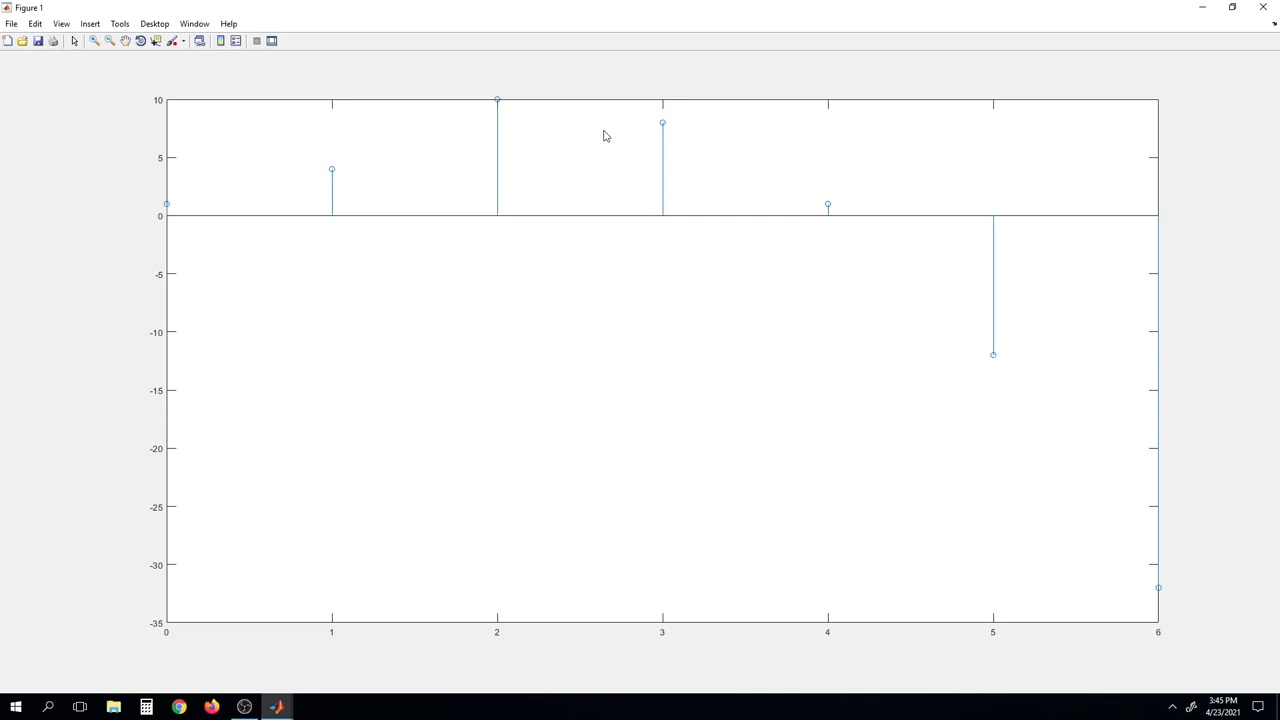 Figure 1
File Edit View Insert Tools Desktop Window Help
10
5
0
-5
-10
-15
-20
-25
-30
-35
0 1 2 3 4 5 6
3:45 PM
4/23/2021